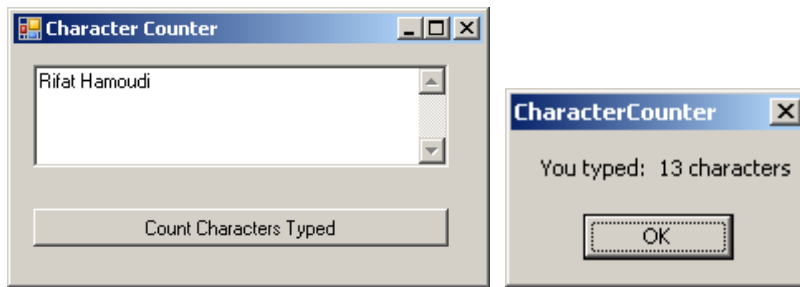 Character Counter
Rifat Hamoudi
Count Characters Typed
CharacterCounter
You typed:  13 characters
OK